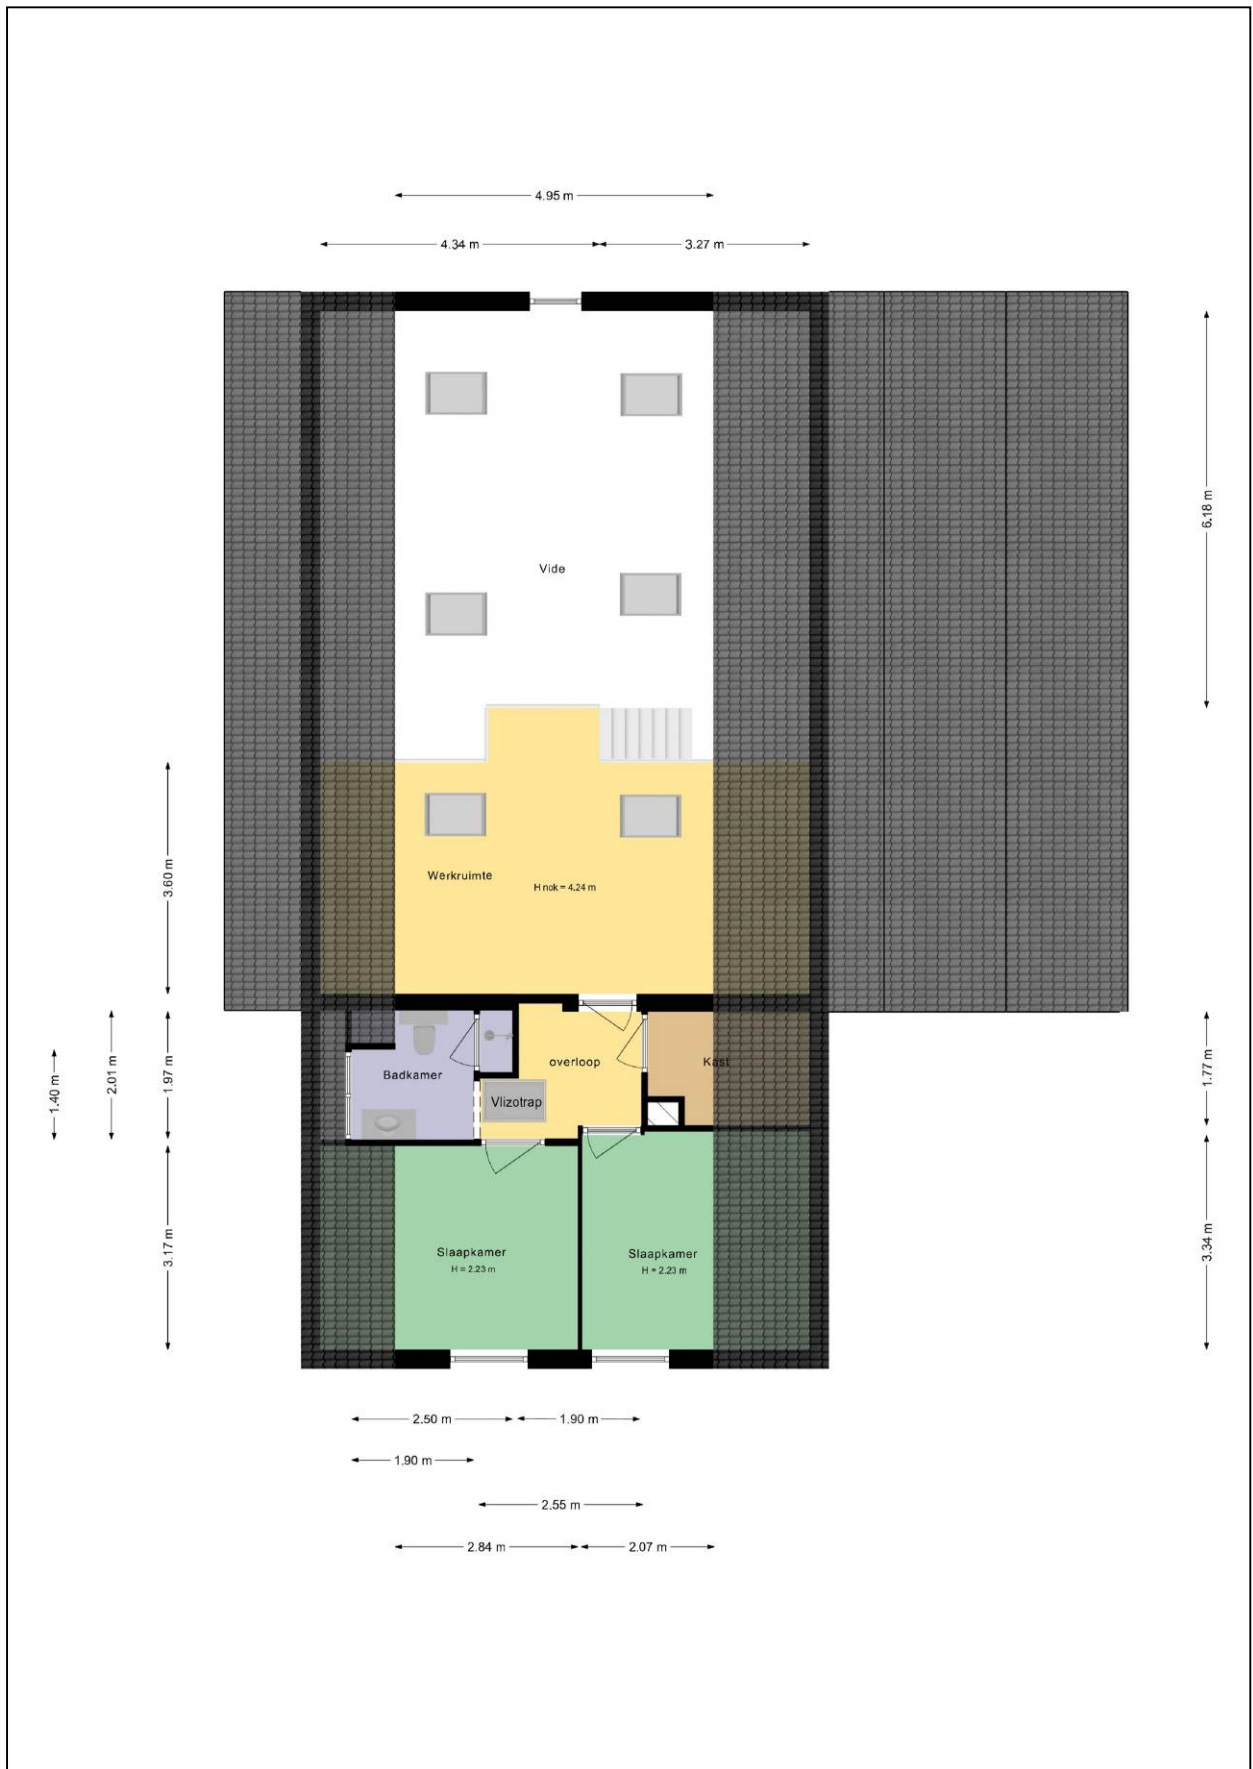 4.95 m
4.34 m
3.27 m
6.18 m
Vide
3.60 m
Werkruimte
H nok = 4.24 m
1.40 m
2.01 m
1.97 m
Badkamer
overloop
Kast
1.77 m
Vlizotrap
3.17 m
Slaapkamer
H = 2.23 m
Slaapkamer
H = 2.23 m
3.34 m
2.50 m
1.90 m
1.90 m
2.55 m
2.84 m
2.07 m